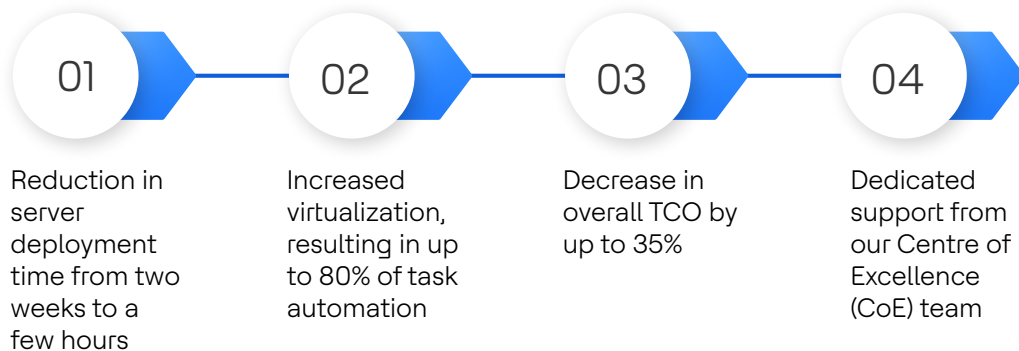 01
02
03
04
Reduction in
server
deployment
time from two
weeks to a
few hours
Increased
virtualization,
resulting in up
to 80% of task
automation
Decrease in
overall TCO by
up to 35%
Dedicated
support from
our Centre of
Excellence
(CoE) team